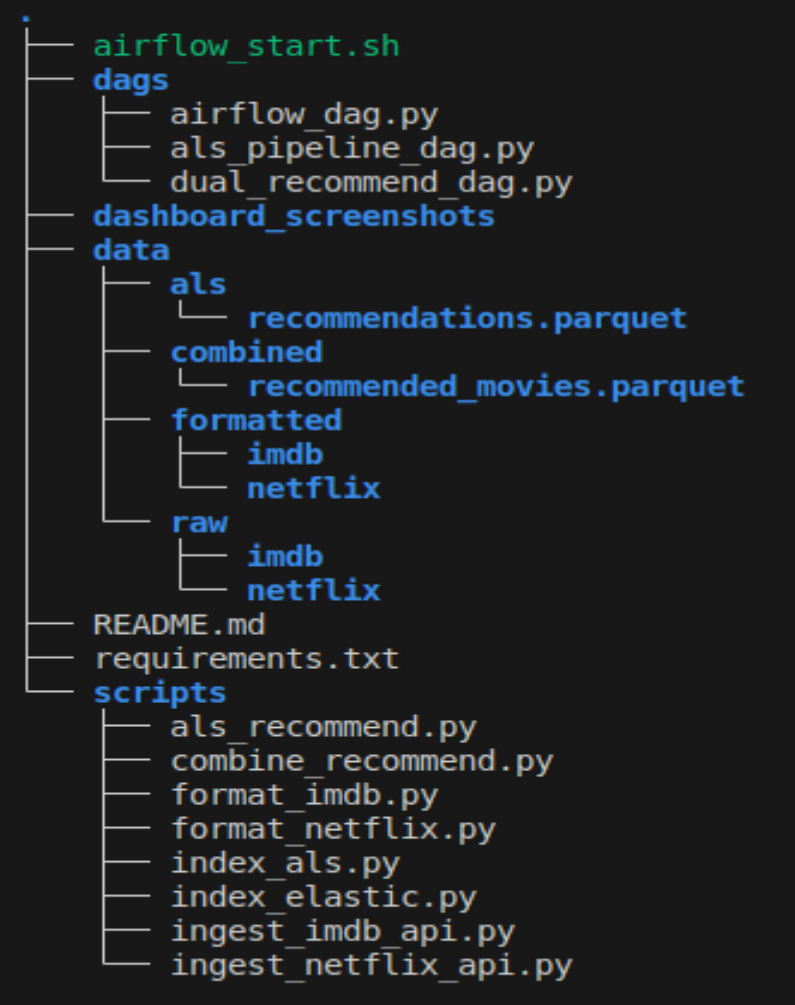 .
├── airflow_start.sh
├── dags
│   ├── airflow_dag.py
│   ├── als_pipeline_dag.py
│   └── dual_recommend_dag.py
├── dashboard_screenshots
├── data
│   ├── als
│   │   └── recommendations.parquet
│   ├── combined
│   │   └── recommended_movies.parquet
│   ├── formatted
│   │   ├── imdb
│   │   └── netflix
│   └── raw
│       ├── imdb
│       └── netflix
├── README.md
├── requirements.txt
└── scripts
    ├── als_recommend.py
    ├── combine_recommend.py
    ├── format_imdb.py
    ├── format_netflix.py
    ├── index_als.py
    ├── index_elastic.py
    ├── ingest_imdb_api.py
    └── ingest_netflix_api.py